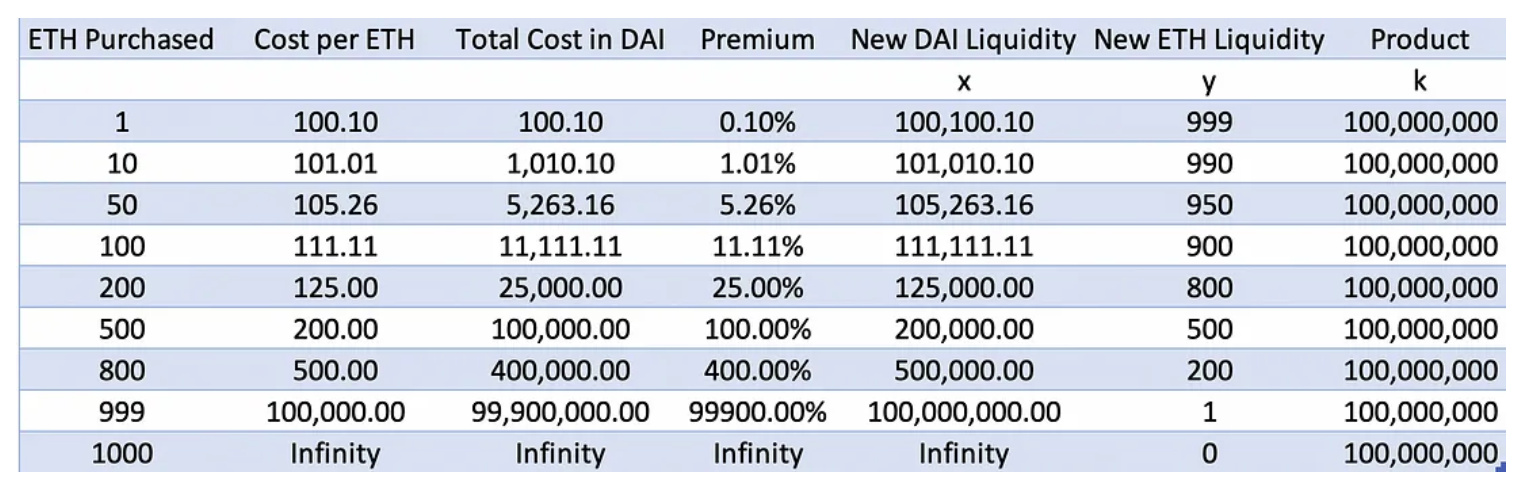 ETH Purchased Cost per ETH Total Cost in DAI Premium New DAI Liquidity New ETH Liquidity Product
x y k
1 100.10 100.10 0.10% 100,100.10 999 100,000,000
10 101.01 1,010.10 1.01% 101,010.10 990 100,000,000
50 105.26 5,263.16 5.26% 105,263.16 950 100,000,000
100 111.11 11,111.11 11.11% 111,111.11 900 100,000,000
200 125.00 25,000.00 25.00% 125,000.00 800 100,000,000
500 200.00 100,000.00 100.00% 200,000.00 500 100,000,000
800 500.00 400,000.00 400.00% 500,000.00 200 100,000,000
999 100,000.00 99,900,000.00 99900.00% 100,000,000.00 1 100,000,000
1000 Infinity Infinity Infinity Infinity 0 100,000,000